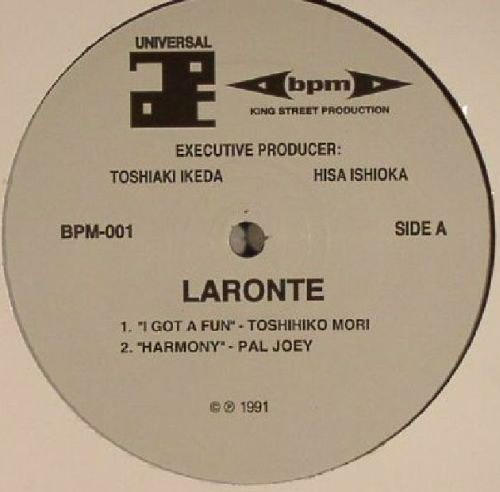 UNIVERSAL
bpm
KING STREET PRODUCTION
EXECUTIVE PRODUCER:
TOSHIAKI IKEDA HISA ISHIOKA
BPM-001 SIDE A
LARONTE
1. "I GOT A FUN" - TOSHIHIKO MORI
2. "HARMONY" - PAL JOEY
© ℗ 1991